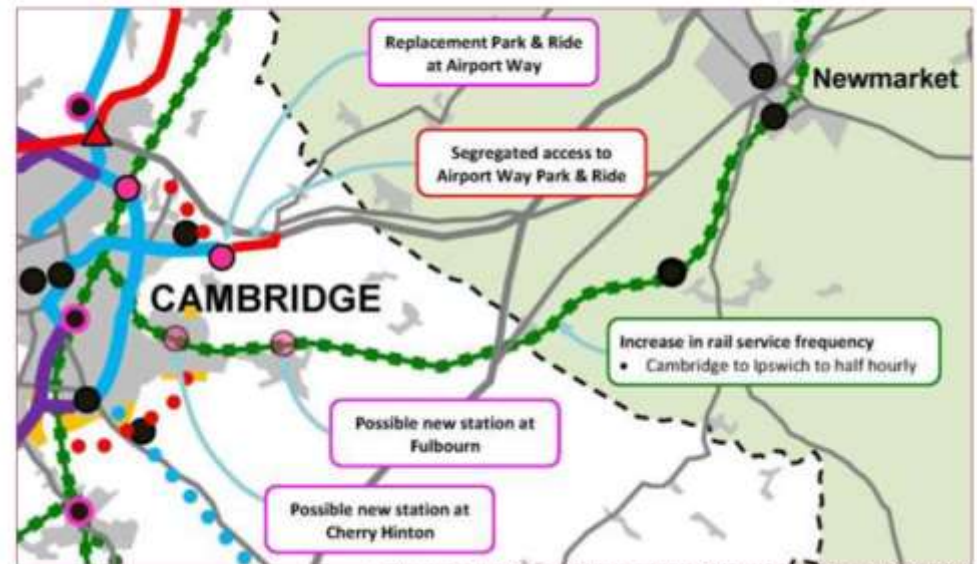 Replacement Park & Ride
at Airport Way
Newmarket
Segregated access to
Airport Way Park & Ride
CAMBRIDGE
Increase in rail service frequency
• Cambridge to Ipswich to half hourly
Possible new station at
Fulbourn
Possible new station at
Cherry Hinton